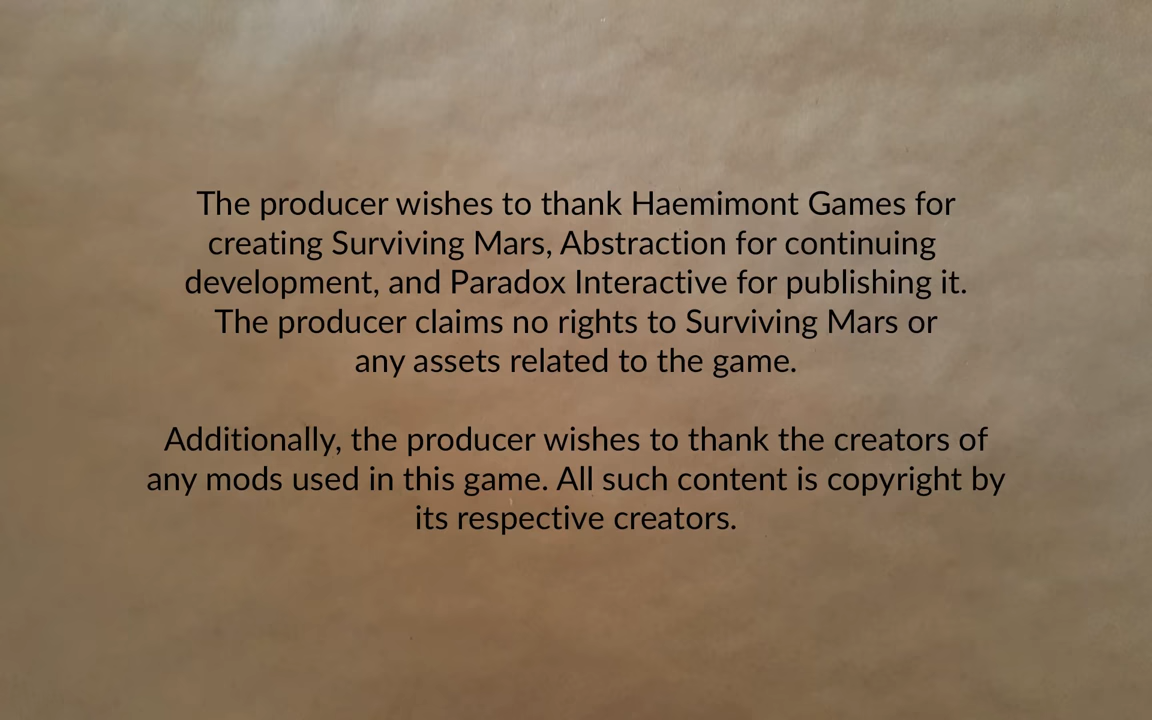 The producer wishes to thank Haemimont Games for
creating Surviving Mars, Abstraction for continuing
development, and Paradox Interactive for publishing it.
The producer claims no rights to Surviving Mars or
any assets related to the game.
Additionally, the producer wishes to thank the creators of
any mods used in this game. All such content is copyright by
its respective creators.